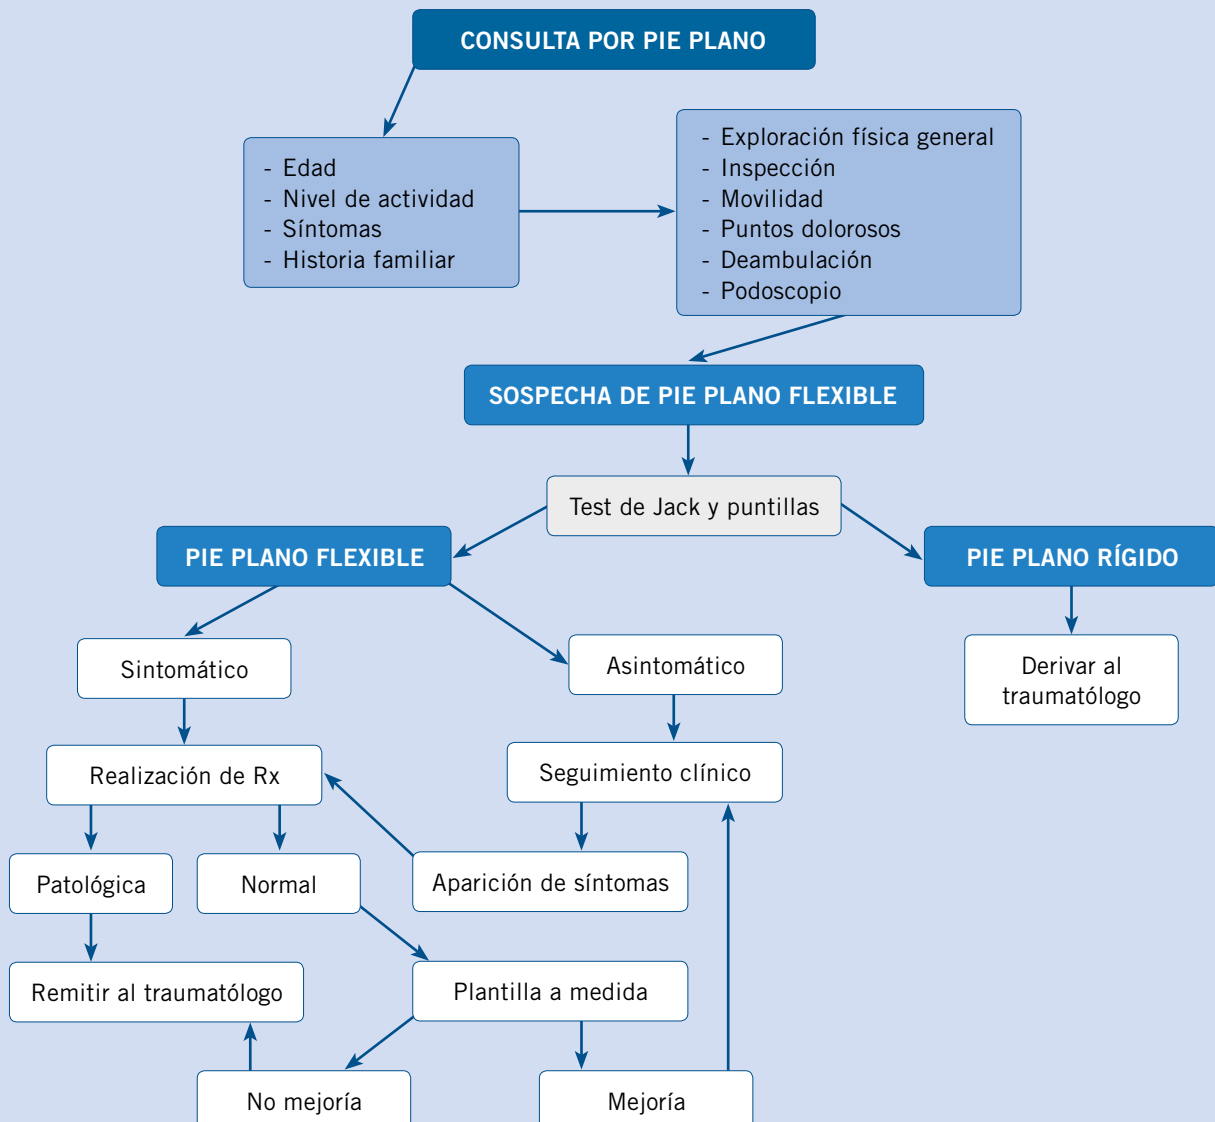 CONSULTA POR PIE PLANO
- Edad
- Nivel de actividad
- Síntomas
- Historia familiar
- Exploración física general
- Inspección
- Movilidad
- Puntos dolorosos
- Deambulación
- Podoscopio
SOSPECHA DE PIE PLANO FLEXIBLE
Test de Jack y puntillas
PIE PLANO FLEXIBLE
PIE PLANO RÍGIDO
Sintomático
Asintomático
Derivar al
traumatólogo
Realización de Rx
Seguimiento clínico
Patológica
Normal
Aparición de síntomas
Remitir al traumatólogo
Plantilla a medida
No mejoría
Mejoría